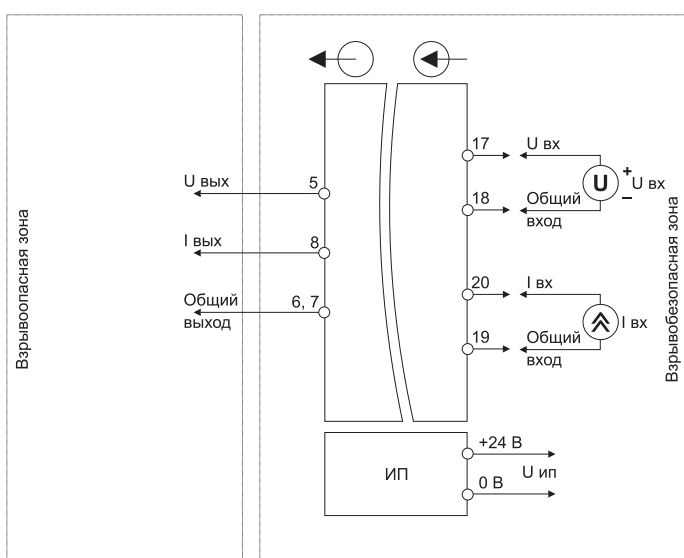 Взрывоопасная зона
U вых
5
I вых
8
Общий
выход
6, 7
17
U вх
18
Общий
вход
U
+
−
U вх
20
I вх
19
Общий
вход
I вх
Взрывобезопасная зона
ИП
+24 В
U ип
0 В